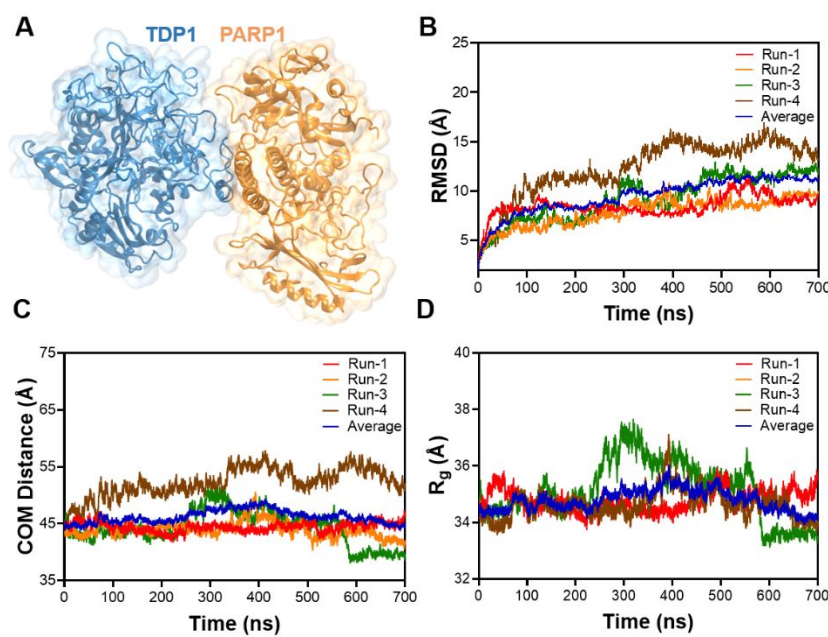 A
TDP1 PARP1
B
25
20
15
10
5
RMSD (Å)
Run-1
Run-2
Run-3
Run-4
Average
0 100 200 300 400 500 600 700
Time (ns)
C
75
65
55
45
35
COM Distance (Å)
Run-1
Run-2
Run-3
Run-4
Average
0 100 200 300 400 500 600 700
Time (ns)
D
40
38
36
34
32
Rg (Å)
Run-1
Run-2
Run-3
Run-4
Average
0 100 200 300 400 500 600 700
Time (ns)